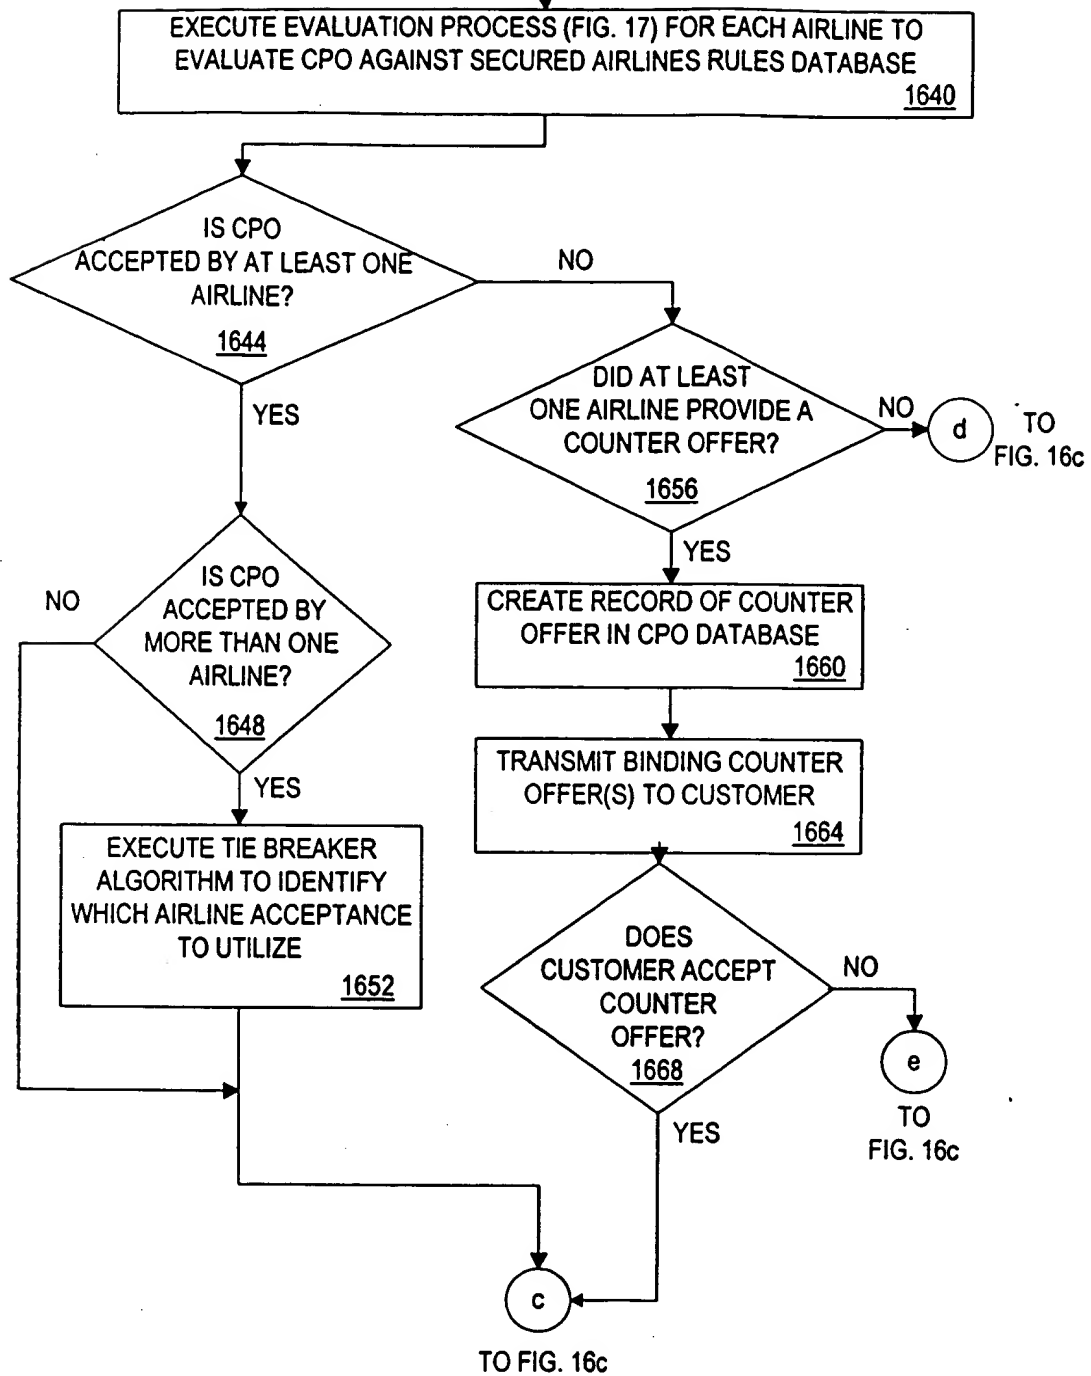 EXECUTE EVALUATION PROCESS (FIG. 17) FOR EACH AIRLINE TO
EVALUATE CPO AGAINST SECURED AIRLINES RULES DATABASE
1640
IS CPO
ACCEPTED BY AT LEAST ONE
AIRLINE?
1644
NO
YES
DID AT LEAST
ONE AIRLINE PROVIDE A
COUNTER OFFER?
1656
NO
d
TO
FIG. 16c
YES
IS CPO
ACCEPTED BY
MORE THAN ONE
AIRLINE?
1648
NO
YES
CREATE RECORD OF COUNTER
OFFER IN CPO DATABASE
1660
TRANSMIT BINDING COUNTER
OFFER(S) TO CUSTOMER
1664
EXECUTE TIE BREAKER
ALGORITHM TO IDENTIFY
WHICH AIRLINE ACCEPTANCE
TO UTILIZE
1652
DOES
CUSTOMER ACCEPT
COUNTER
OFFER?
1668
NO
e
TO
FIG. 16c
YES
c
TO FIG. 16c